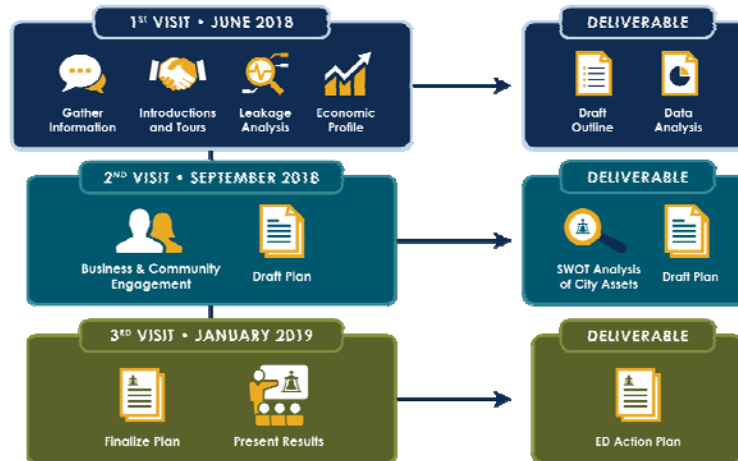 1ST VISIT • JUNE 2018
DELIVERABLE
Gather
Information
Introductions
and Tours
Leakage
Analysis
Economic
Profile
Draft
Outline
Data
Analysis
2ND VISIT • SEPTEMBER 2018
DELIVERABLE
Business & Community
Engagement
Draft Plan
SWOT Analysis
of City Assets
Draft Plan
3RD VISIT • JANUARY 2019
DELIVERABLE
Finalize Plan
Present Results
ED Action Plan